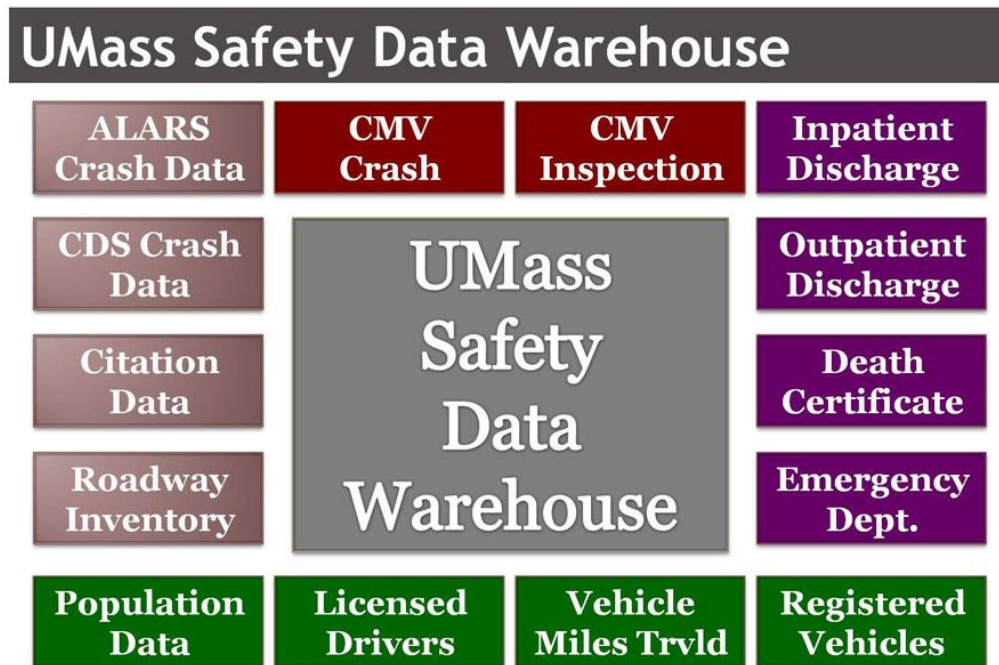 UMass Safety Data Warehouse
ALARS
Crash Data
CMV
Crash
CMV
Inspection
Inpatient
Discharge
CDS Crash
Data
UMass
Safety
Data
Warehouse
Outpatient
Discharge
Citation
Data
Death
Certificate
Roadway
Inventory
Emergency
Dept.
Population
Data
Licensed
Drivers
Vehicle
Miles Trvld
Registered
Vehicles